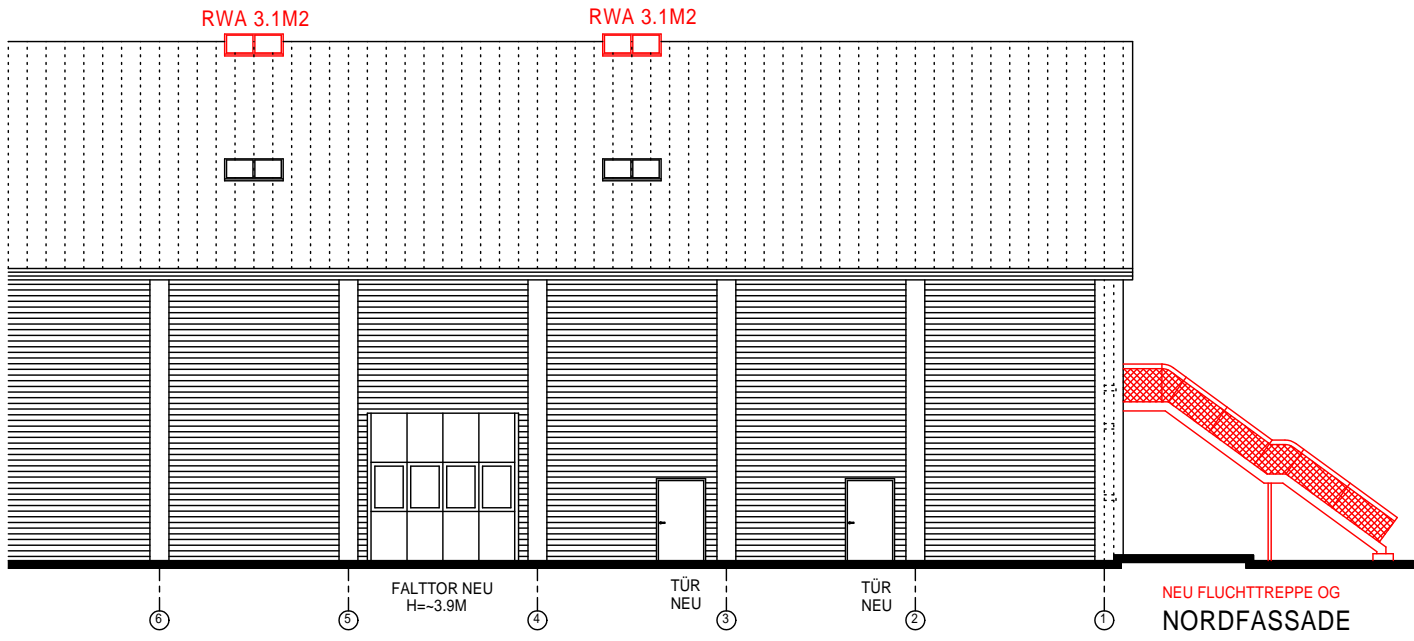 RWA 3.1M2
RWA 3.1M2
FALTTOR NEU
H=~3.9M
TÜR
NEU
TÜR
NEU
NEU FLUCHTTREPPE OG
NORDFASSADE
6
5
4
3
2
1